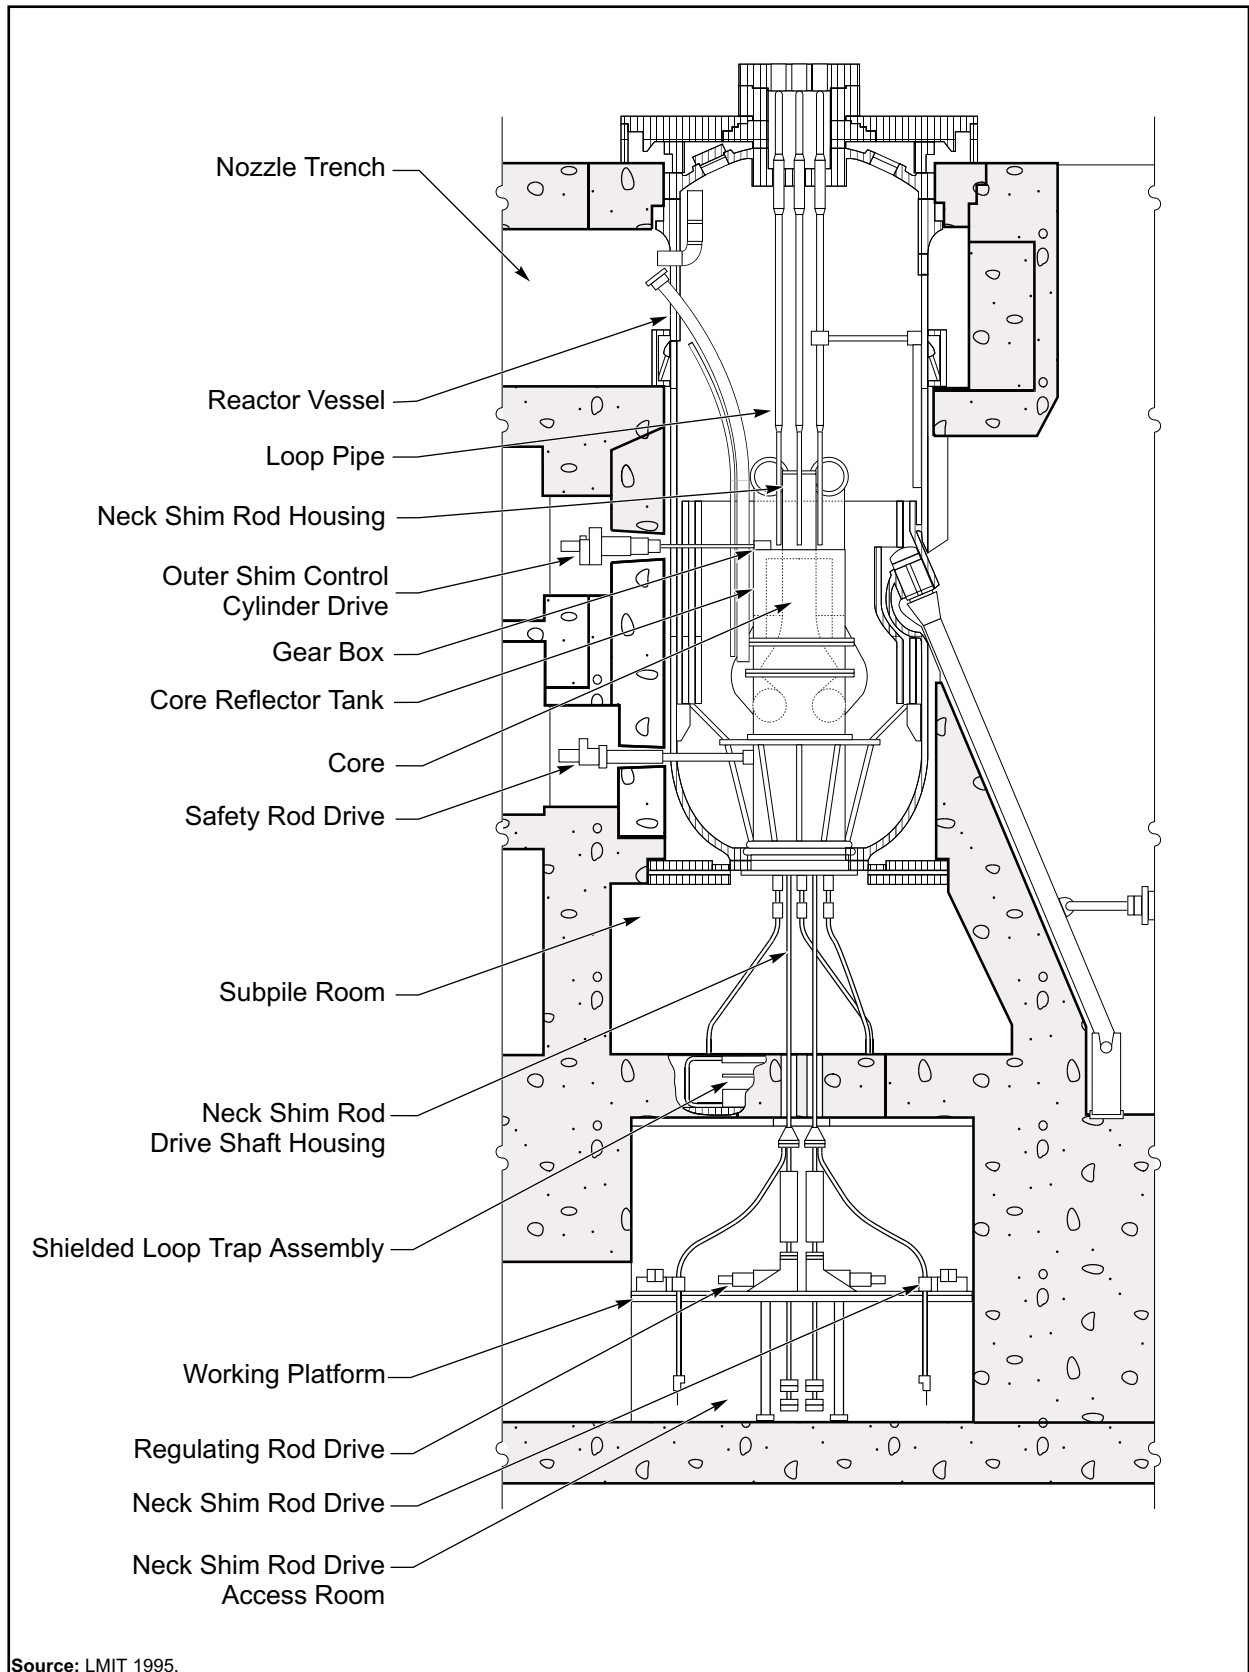 Nozzle Trench
Reactor Vessel
Loop Pipe
Neck Shim Rod Housing
Outer Shim Control
Cylinder Drive
Gear Box
Core Reflector Tank
Core
Safety Rod Drive
Subpile Room
Neck Shim Rod
Drive Shaft Housing
Shielded Loop Trap Assembly
Working Platform
Regulating Rod Drive
Neck Shim Rod Drive
Neck Shim Rod Drive
Access Room
Source: LMIT 1995.